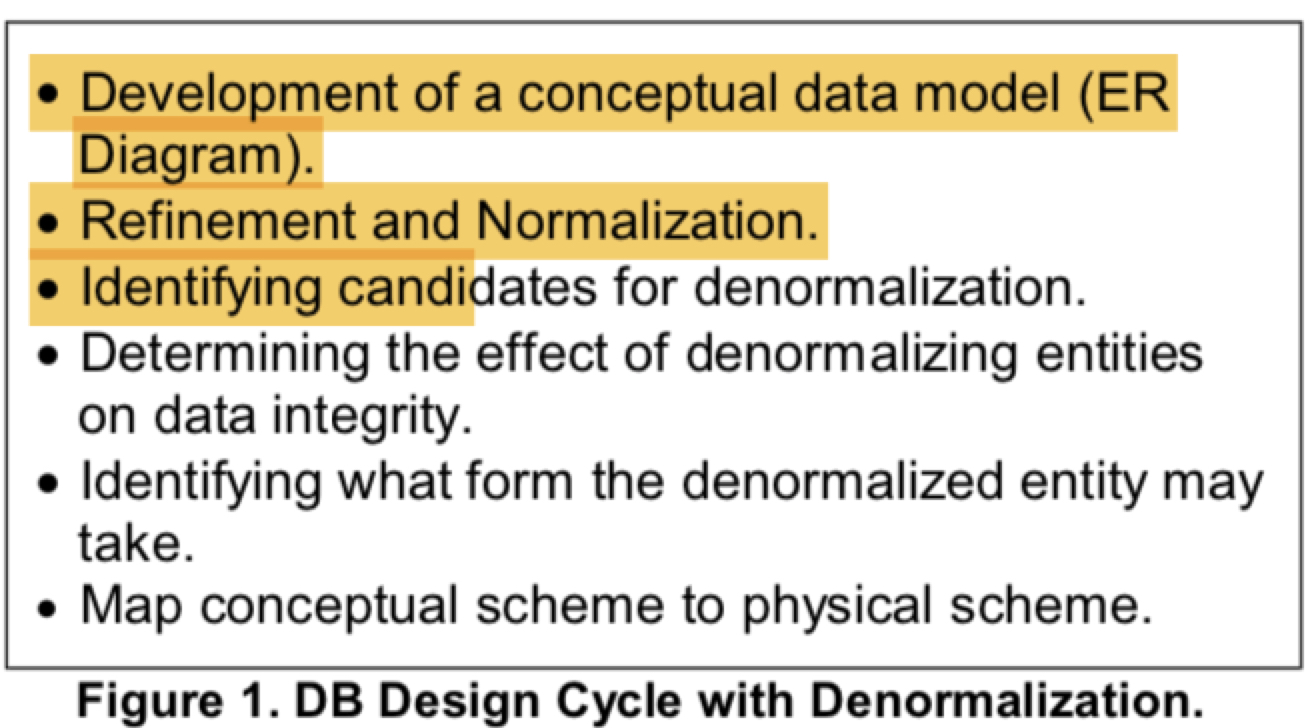 • Development of a conceptual data model (ER
Diagram).
• Refinement and Normalization.
• Identifying candidates for denormalization.
• Determining the effect of denormalizing entities
on data integrity.
• Identifying what form the denormalized entity may
take.
• Map conceptual scheme to physical scheme.
Figure 1. DB Design Cycle with Denormalization.